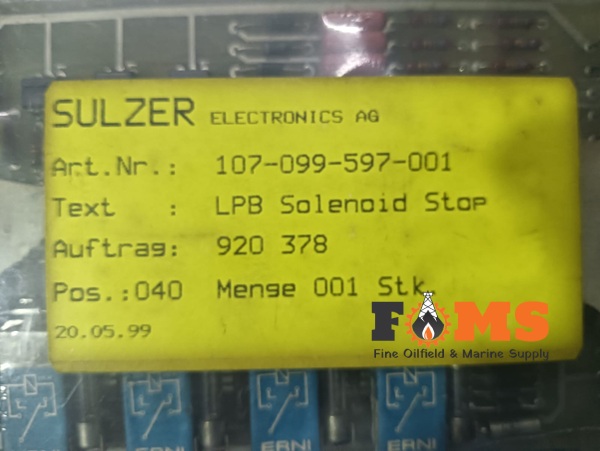 SULZER ELECTRONICS AG
Art.Nr.: 107-099-597-001
Text : LPB Solenoid Stop
Auftrag: 920 378
Pos.:040 Menge 001 Stk.
20.05.99
FOMS
Fine Oilfield & Marine Supply
ERNI
ERNI